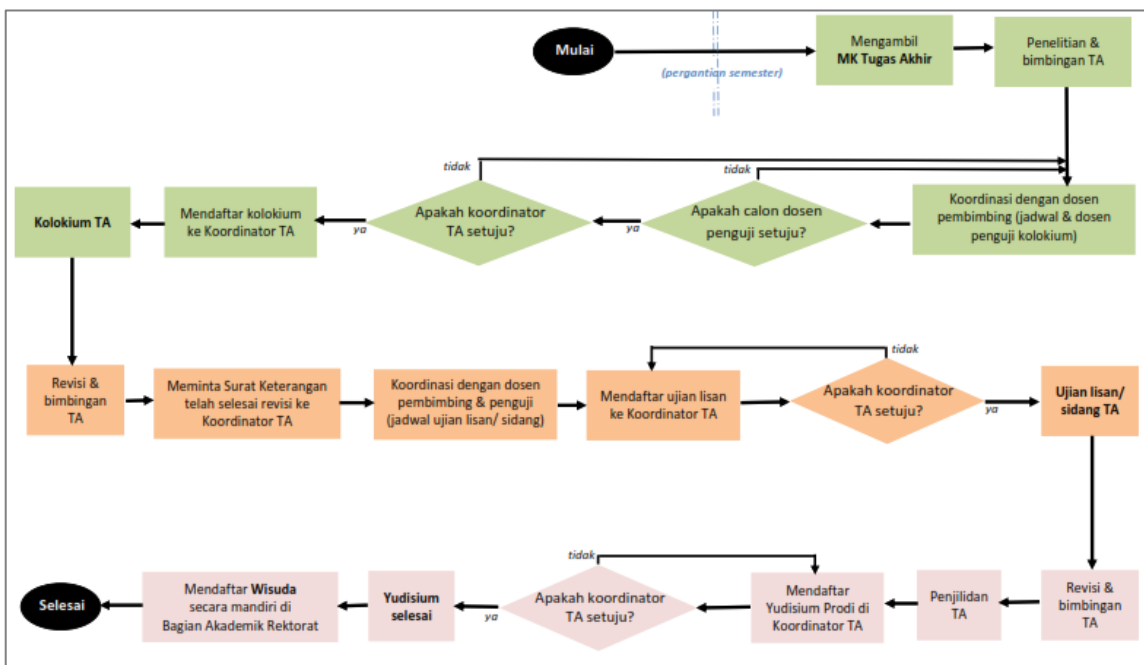 Mulai
(pergantian semester)
Mengambil
MK Tugas Akhir
Penelitian &
bimbingan TA
tidak
tidak
Koordinasi dengan dosen
pembimbing (jadwal & dosen
penguji kolokium)
Apakah calon dosen
penguji setuju?
ya
Apakah koordinator
TA setuju?
ya
Mendaftar kolokium
ke Koordinator TA
Kolokium TA
Revisi &
bimbingan
TA
Meminta Surat Keterangan
telah selesai revisi ke
Koordinator TA
Koordinasi dengan dosen
pembimbing & penguji
(jadwal ujian lisan/ sidang)
Mendaftar ujian lisan
ke Koordinator TA
tidak
Apakah koordinator
TA setuju?
ya
Ujian lisan/
sidang TA
Revisi &
bimbingan
TA
Penjilidan
TA
Mendaftar
Yudisium Prodi di
Koordinator TA
tidak
Apakah koordinator
TA setuju?
ya
Yudisium
selesai
Mendaftar Wisuda
secara mandiri di
Bagian Akademik Rektorat
Selesai